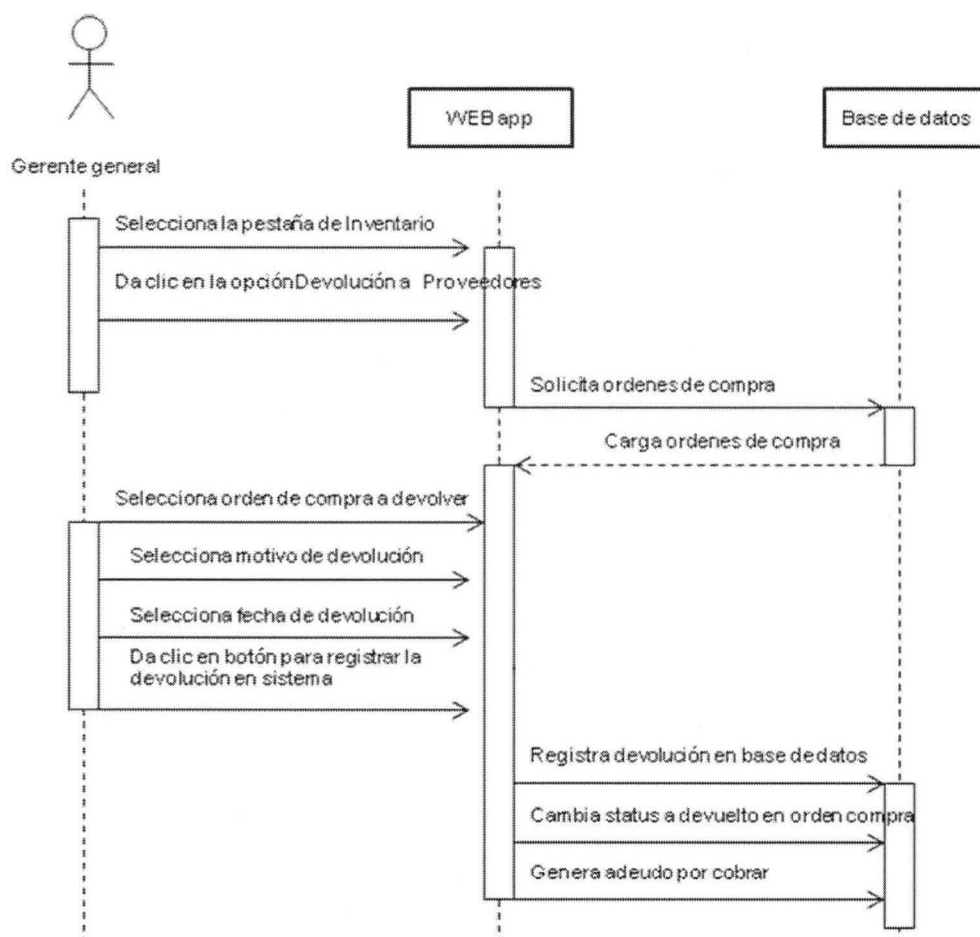 WEB app
Base de datos
Gerente general
Selecciona la pestaña de Inventario
Da clic en la opción Devolución a Proveedores
Solicita ordenes de compra
Carga ordenes de compra
Selecciona orden de compra a devolver
Selecciona motivo de devolución
Selecciona fecha de devolución
Da clic en botón para registrar la
devolución en sistema
Registra devolución en base de datos
Cambia status a devuelto en orden compra
Genera adeudo por cobrar